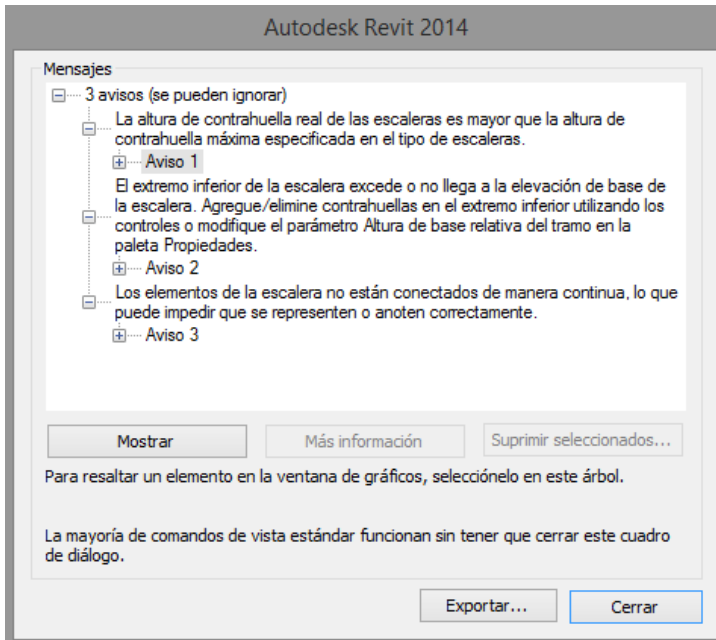 Autodesk Revit 2014
Mensajes
3 avisos (se pueden ignorar)
La altura de contrahuella real de las escaleras es mayor que la altura de
contrahuella máxima especificada en el tipo de escaleras.
Aviso 1
El extremo inferior de la escalera excede o no llega a la elevación de base de
la escalera. Agregue/elimine contrahuellas en el extremo inferior utilizando los
controles o modifique el parámetro Altura de base relativa del tramo en la
paleta Propiedades.
Aviso 2
Los elementos de la escalera no están conectados de manera continua, lo que
puede impedir que se representen o anoten correctamente.
Aviso 3
Mostrar
Más información
Suprimir seleccionados...
Para resaltar un elemento en la ventana de gráficos, selecciónelo en este árbol.
La mayoría de comandos de vista estándar funcionan sin tener que cerrar este cuadro
de diálogo.
Exportar...
Cerrar